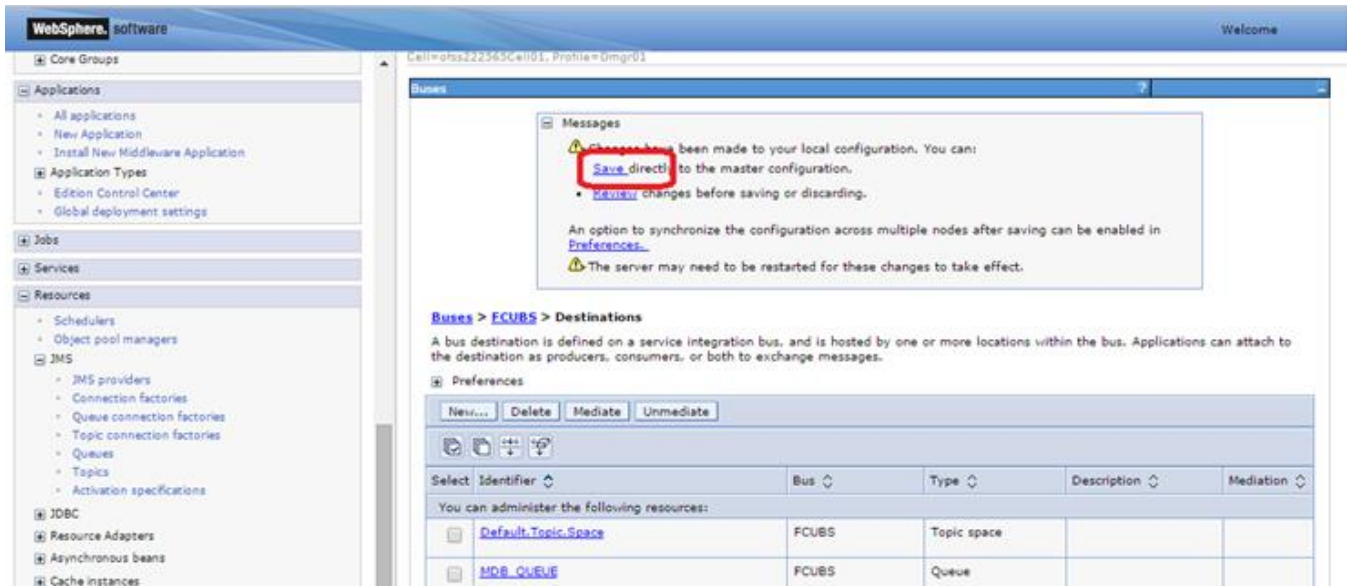 WebSphere. software
Welcome
Core Groups
Applications
All applications
New Application
Install New Middleware Application
Application Types
Edition Control Center
Global deployment settings
Jobs
Services
Resources
Schedulers
Object pool managers
JMS
JMS providers
Connection factories
Queue connection factories
Topic connection factories
Queues
Topics
Activation specifications
JDBC
Resource Adapters
Asynchronous beans
Cache instances
Cell=ofss222565Cell01, Profile=Dmgr01
Buses
?
Messages
Changes have been made to your local configuration. You can:
Save directly to the master configuration.
Review changes before saving or discarding.
An option to synchronize the configuration across multiple nodes after saving can be enabled in
Preferences.
The server may need to be restarted for these changes to take effect.
Buses > FCUBS > Destinations
A bus destination is defined on a service integration bus, and is hosted by one or more locations within the bus. Applications can attach to
the destination as producers, consumers, or both to exchange messages.
Preferences
New... Delete Mediate Unmediate
Select Identifier Bus Type Description Mediation
You can administer the following resources:
Default.Topic.Space FCUBS Topic space
MDB_QUEUE FCUBS Queue